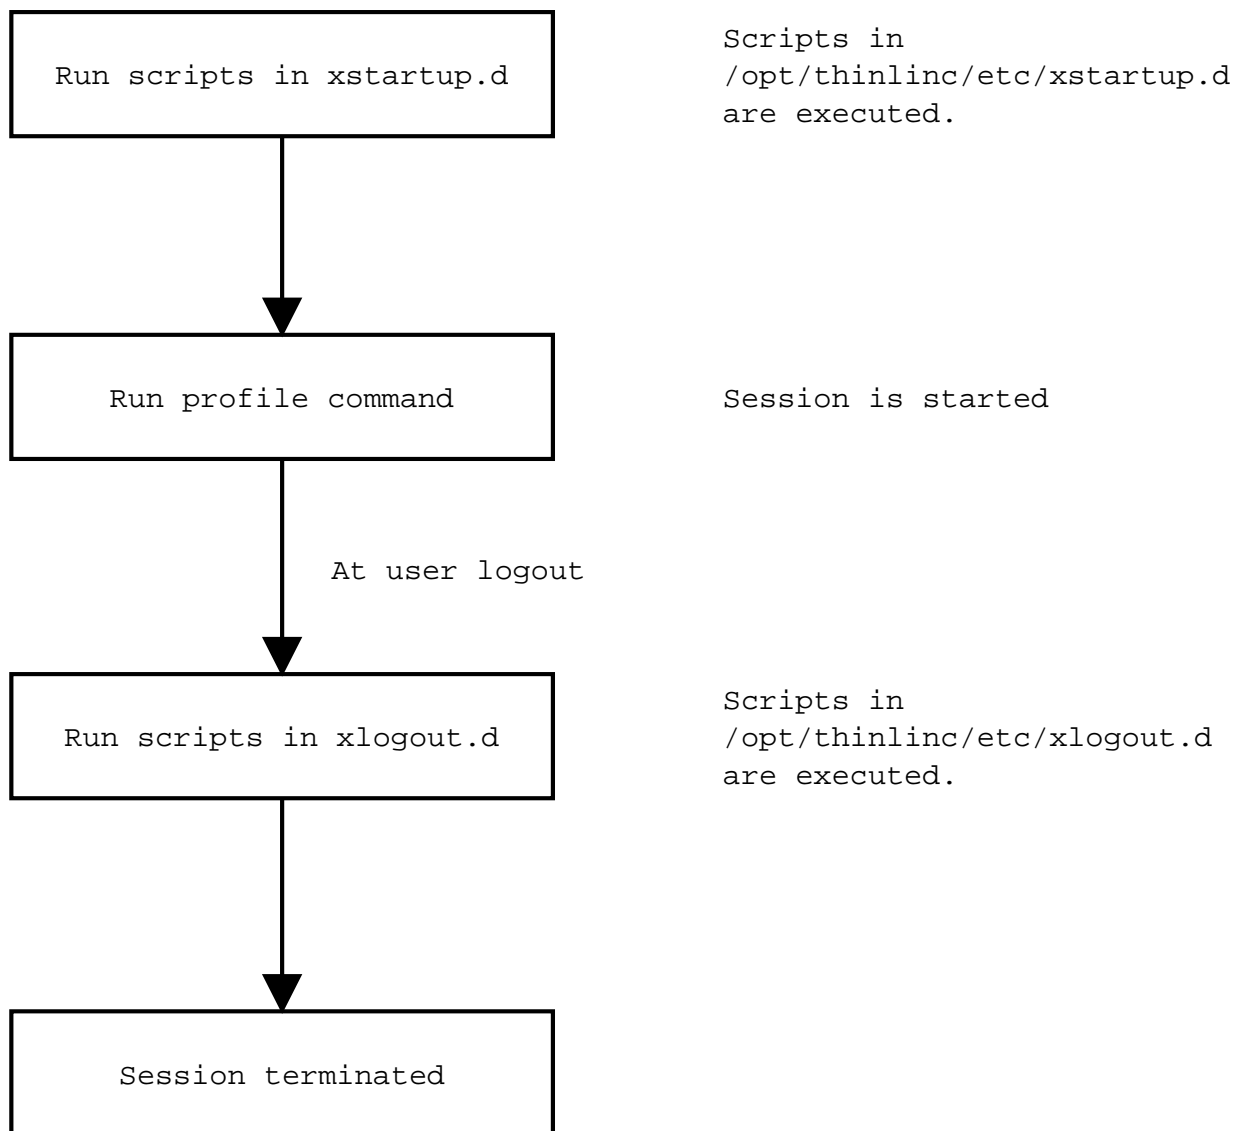 Run scripts in xstartup.d
Scripts in
/opt/thinlinc/etc/xstartup.d
are executed.
Run profile command
Session is started
At user logout
Run scripts in xlogout.d
Scripts in
/opt/thinlinc/etc/xlogout.d
are executed.
Session terminated